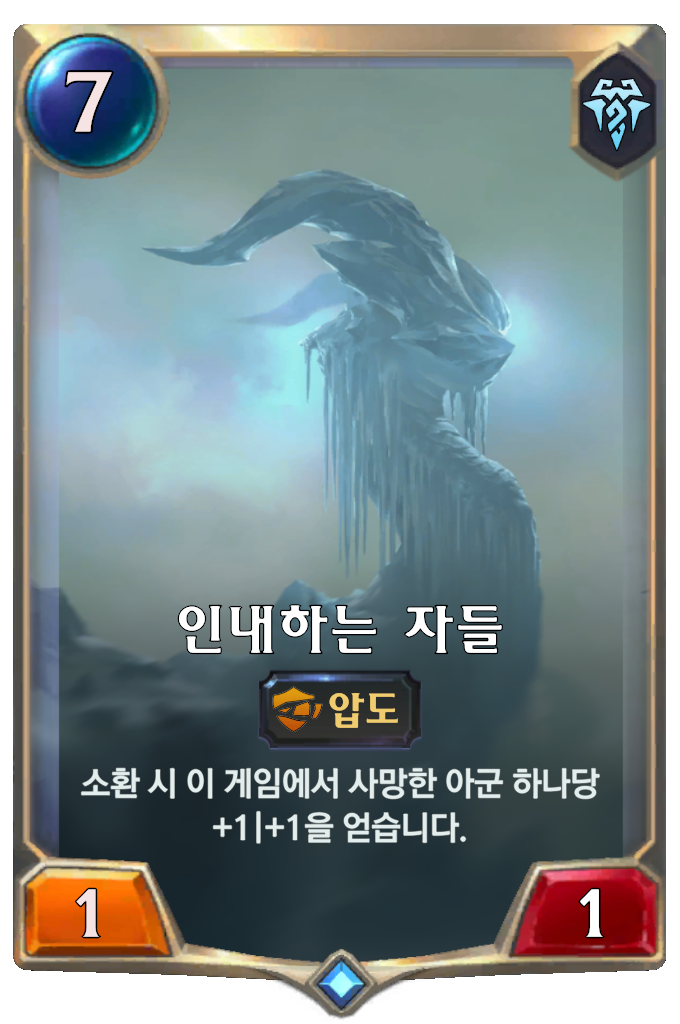 7
인내하는 자들
압도
소환 시 이 게임에서 사망한 아군 하나당
+1|+1을 얻습니다.
1
1